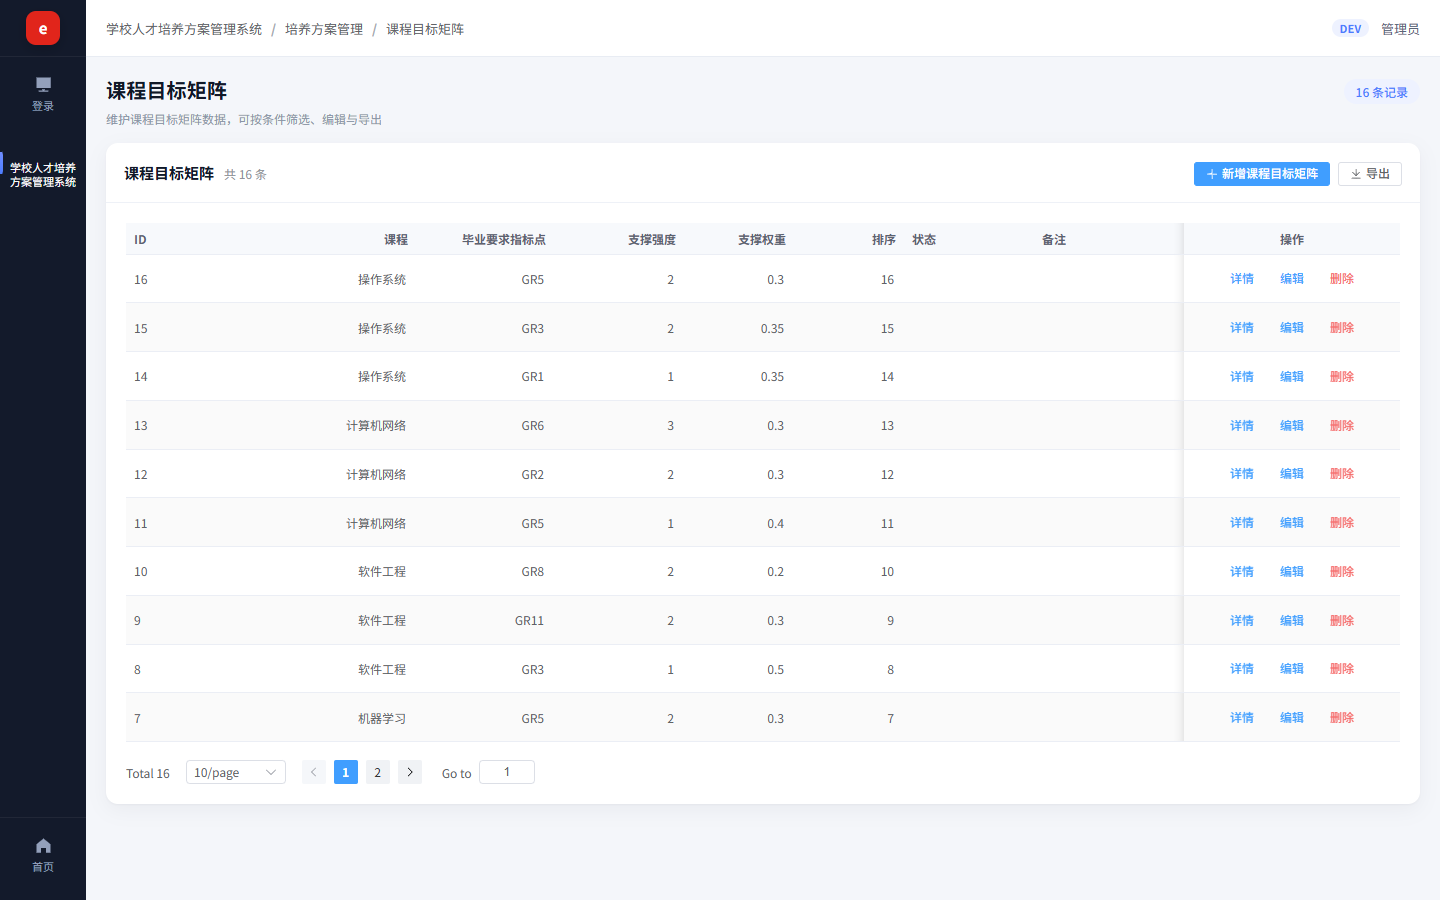 e
学校人才培养方案管理系统 / 培养方案管理 / 课程目标矩阵
DEV 管理员
登录
学校人才培养
方案管理系统
首页
课程目标矩阵
16 条记录
维护课程目标矩阵数据，可按条件筛选、编辑与导出
课程目标矩阵 共 16 条
新增课程目标矩阵 导出
ID 课程 毕业要求指标点 支撑强度 支撑权重 排序 状态 备注 操作
16 操作系统 GR5 2 0.3 16 详情 编辑 删除
15 操作系统 GR3 2 0.35 15 详情 编辑 删除
14 操作系统 GR1 1 0.35 14 详情 编辑 删除
13 计算机网络 GR6 3 0.3 13 详情 编辑 删除
12 计算机网络 GR2 2 0.3 12 详情 编辑 删除
11 计算机网络 GR5 1 0.4 11 详情 编辑 删除
10 软件工程 GR8 2 0.2 10 详情 编辑 删除
9 软件工程 GR11 2 0.3 9 详情 编辑 删除
8 软件工程 GR3 1 0.5 8 详情 编辑 删除
7 机器学习 GR5 2 0.3 7 详情 编辑 删除
Total 16 10/page 1 2 Go to 1